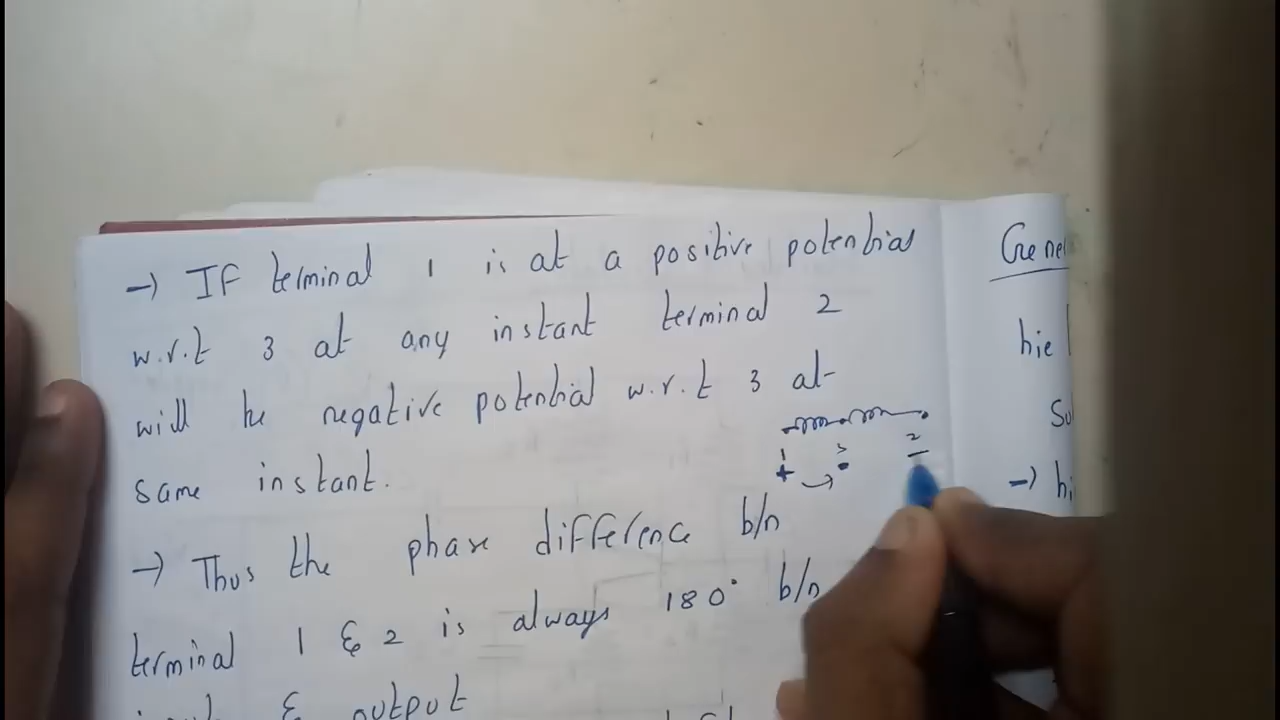 → IF terminal 1 is at a positive potential
w.r.t 3 at any instant terminal 2
will be negative potential w.r.t 3 at
same instant.
1 3 2
+ -
→ Thus the phase difference b/n
terminal 1 & 2 is always 180° b/n
& output
Gene
hie
→ hi